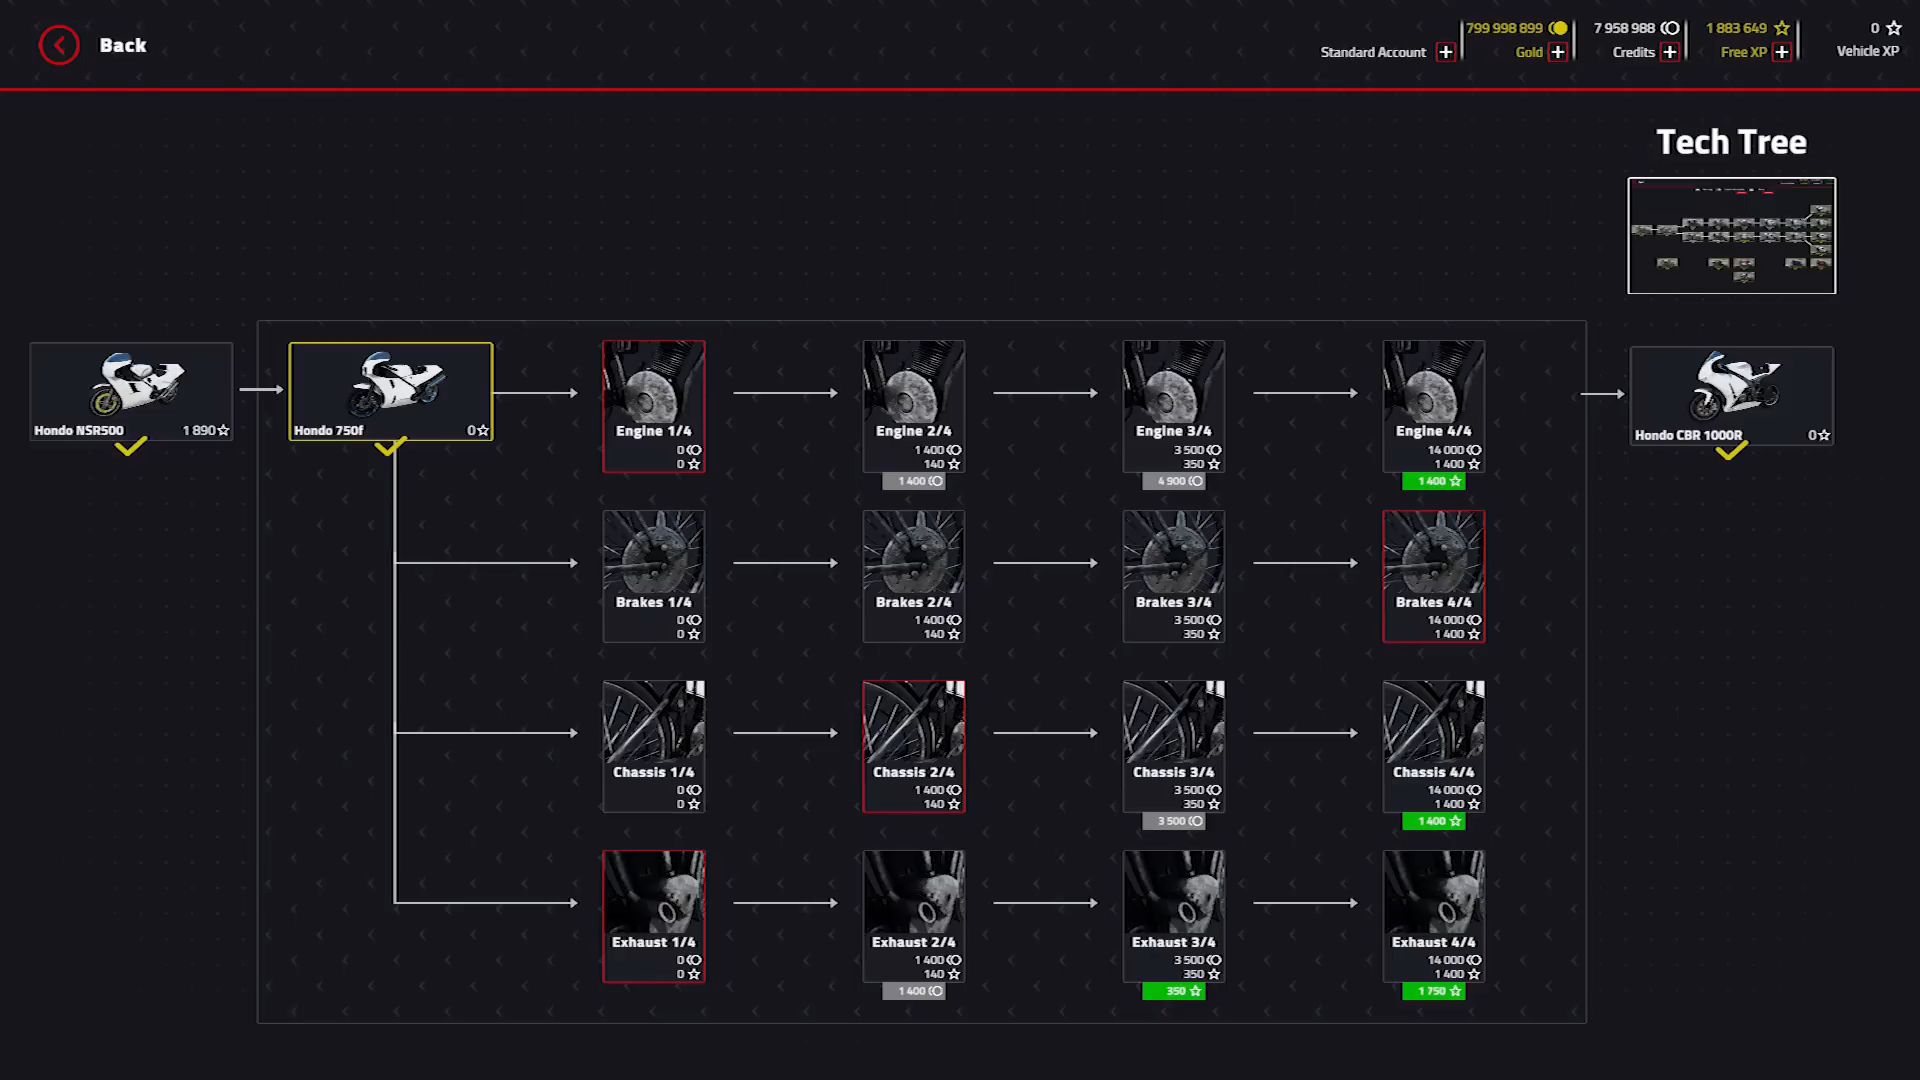 Back
Standard Account
799 998 899
Gold
7 958 988
Credits
1 883 649
Free XP
0
Vehicle XP
Tech Tree
Hondo NSR500 1 890
Hondo 750f 0
Engine 1/4
0
0
Engine 2/4
1 400
140
1 400
Engine 3/4
3 500
350
4 900
Engine 4/4
14 000
1 400
1 400
Hondo CBR 1000R 0
Brakes 1/4
0
0
Brakes 2/4
1 400
140
Brakes 3/4
3 500
350
Brakes 4/4
14 000
1 400
Chassis 1/4
0
0
Chassis 2/4
1 400
140
Chassis 3/4
3 500
350
3 500
Chassis 4/4
14 000
1 400
1 400
Exhaust 1/4
0
0
Exhaust 2/4
1 400
140
1 400
Exhaust 3/4
3 500
350
350
Exhaust 4/4
14 000
1 400
1 750